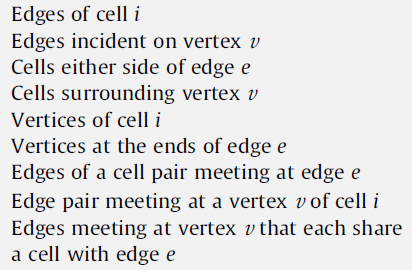 Edges of cell i
Edges incident on vertex v
Cells either side of edge e
Cells surrounding vertex v
Vertices of cell i
Vertices at the ends of edge e
Edges of a cell pair meeting at edge e
Edge pair meeting at a vertex v of cell i
Edges meeting at vertex v that each share
a cell with edge e